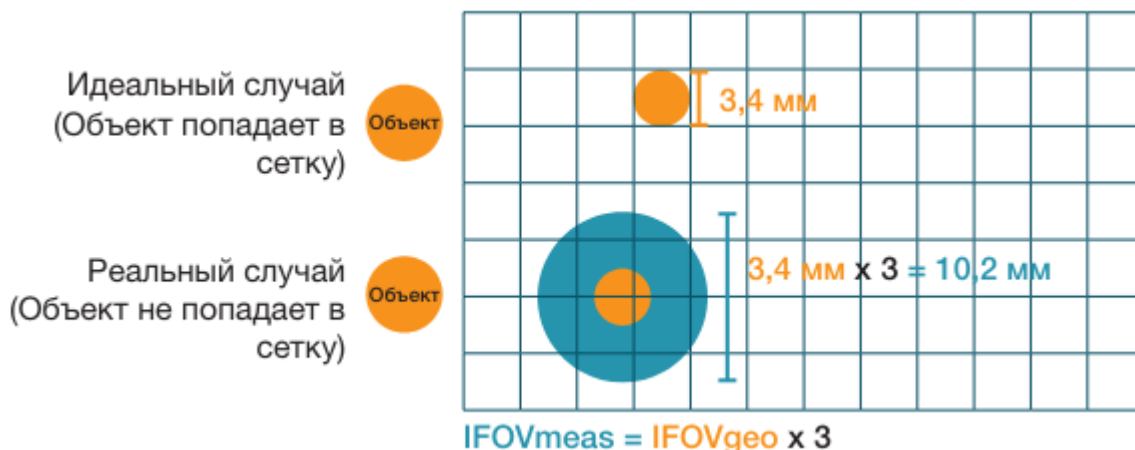 Идеальный случай
(Объект попадает в
сетку)
Объект
3,4 мм
Реальный случай
(Объект не попадает в
сетку)
Объект
3,4 мм x 3 = 10,2 мм
IFOVmeas = IFOVgeo x 3